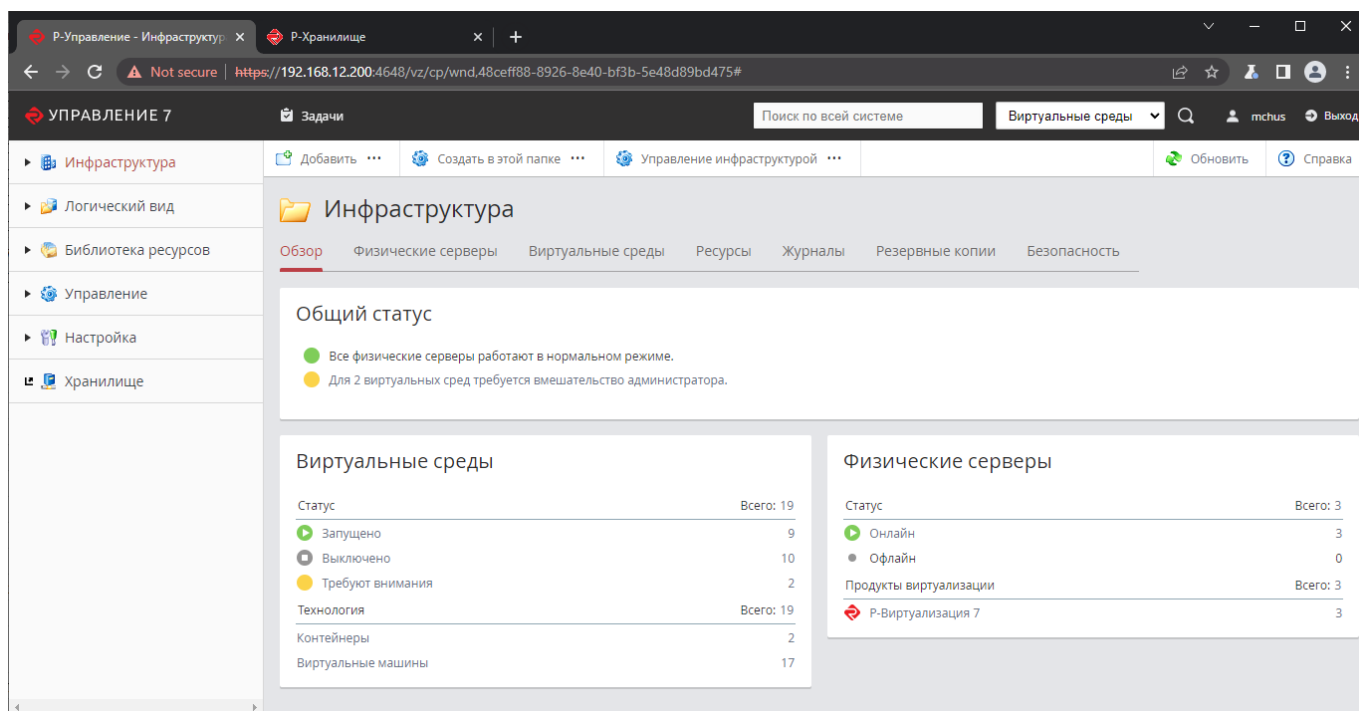 Р-Управление - Инфраструктур
Р-Хранилище
Not secure | https://192.168.12.200:4648/vz/cp/wnd,48ceff88-8926-8e40-bf3b-5e48d89bd475#
УПРАВЛЕНИЕ 7
Задачи
Поиск по всей системе
Виртуальные среды
mchus
Выход
Инфраструктура
Логический вид
Библиотека ресурсов
Управление
Настройка
Хранилище
Добавить ••• Создать в этой папке ••• Управление инфраструктурой ••• Обновить Справка
Инфраструктура
Обзор Физические серверы Виртуальные среды Ресурсы Журналы Резервные копии Безопасность
Общий статус
Все физические серверы работают в нормальном режиме.
Для 2 виртуальных сред требуется вмешательство администратора.
Виртуальные среды
Статус Всего: 19
Запущено 9
Выключено 10
Требуют внимания 2
Технология Всего: 19
Контейнеры 2
Виртуальные машины 17
Физические серверы
Статус Всего: 3
Онлайн 3
Офлайн 0
Продукты виртуализации Всего: 3
Р-Виртуализация 7 3